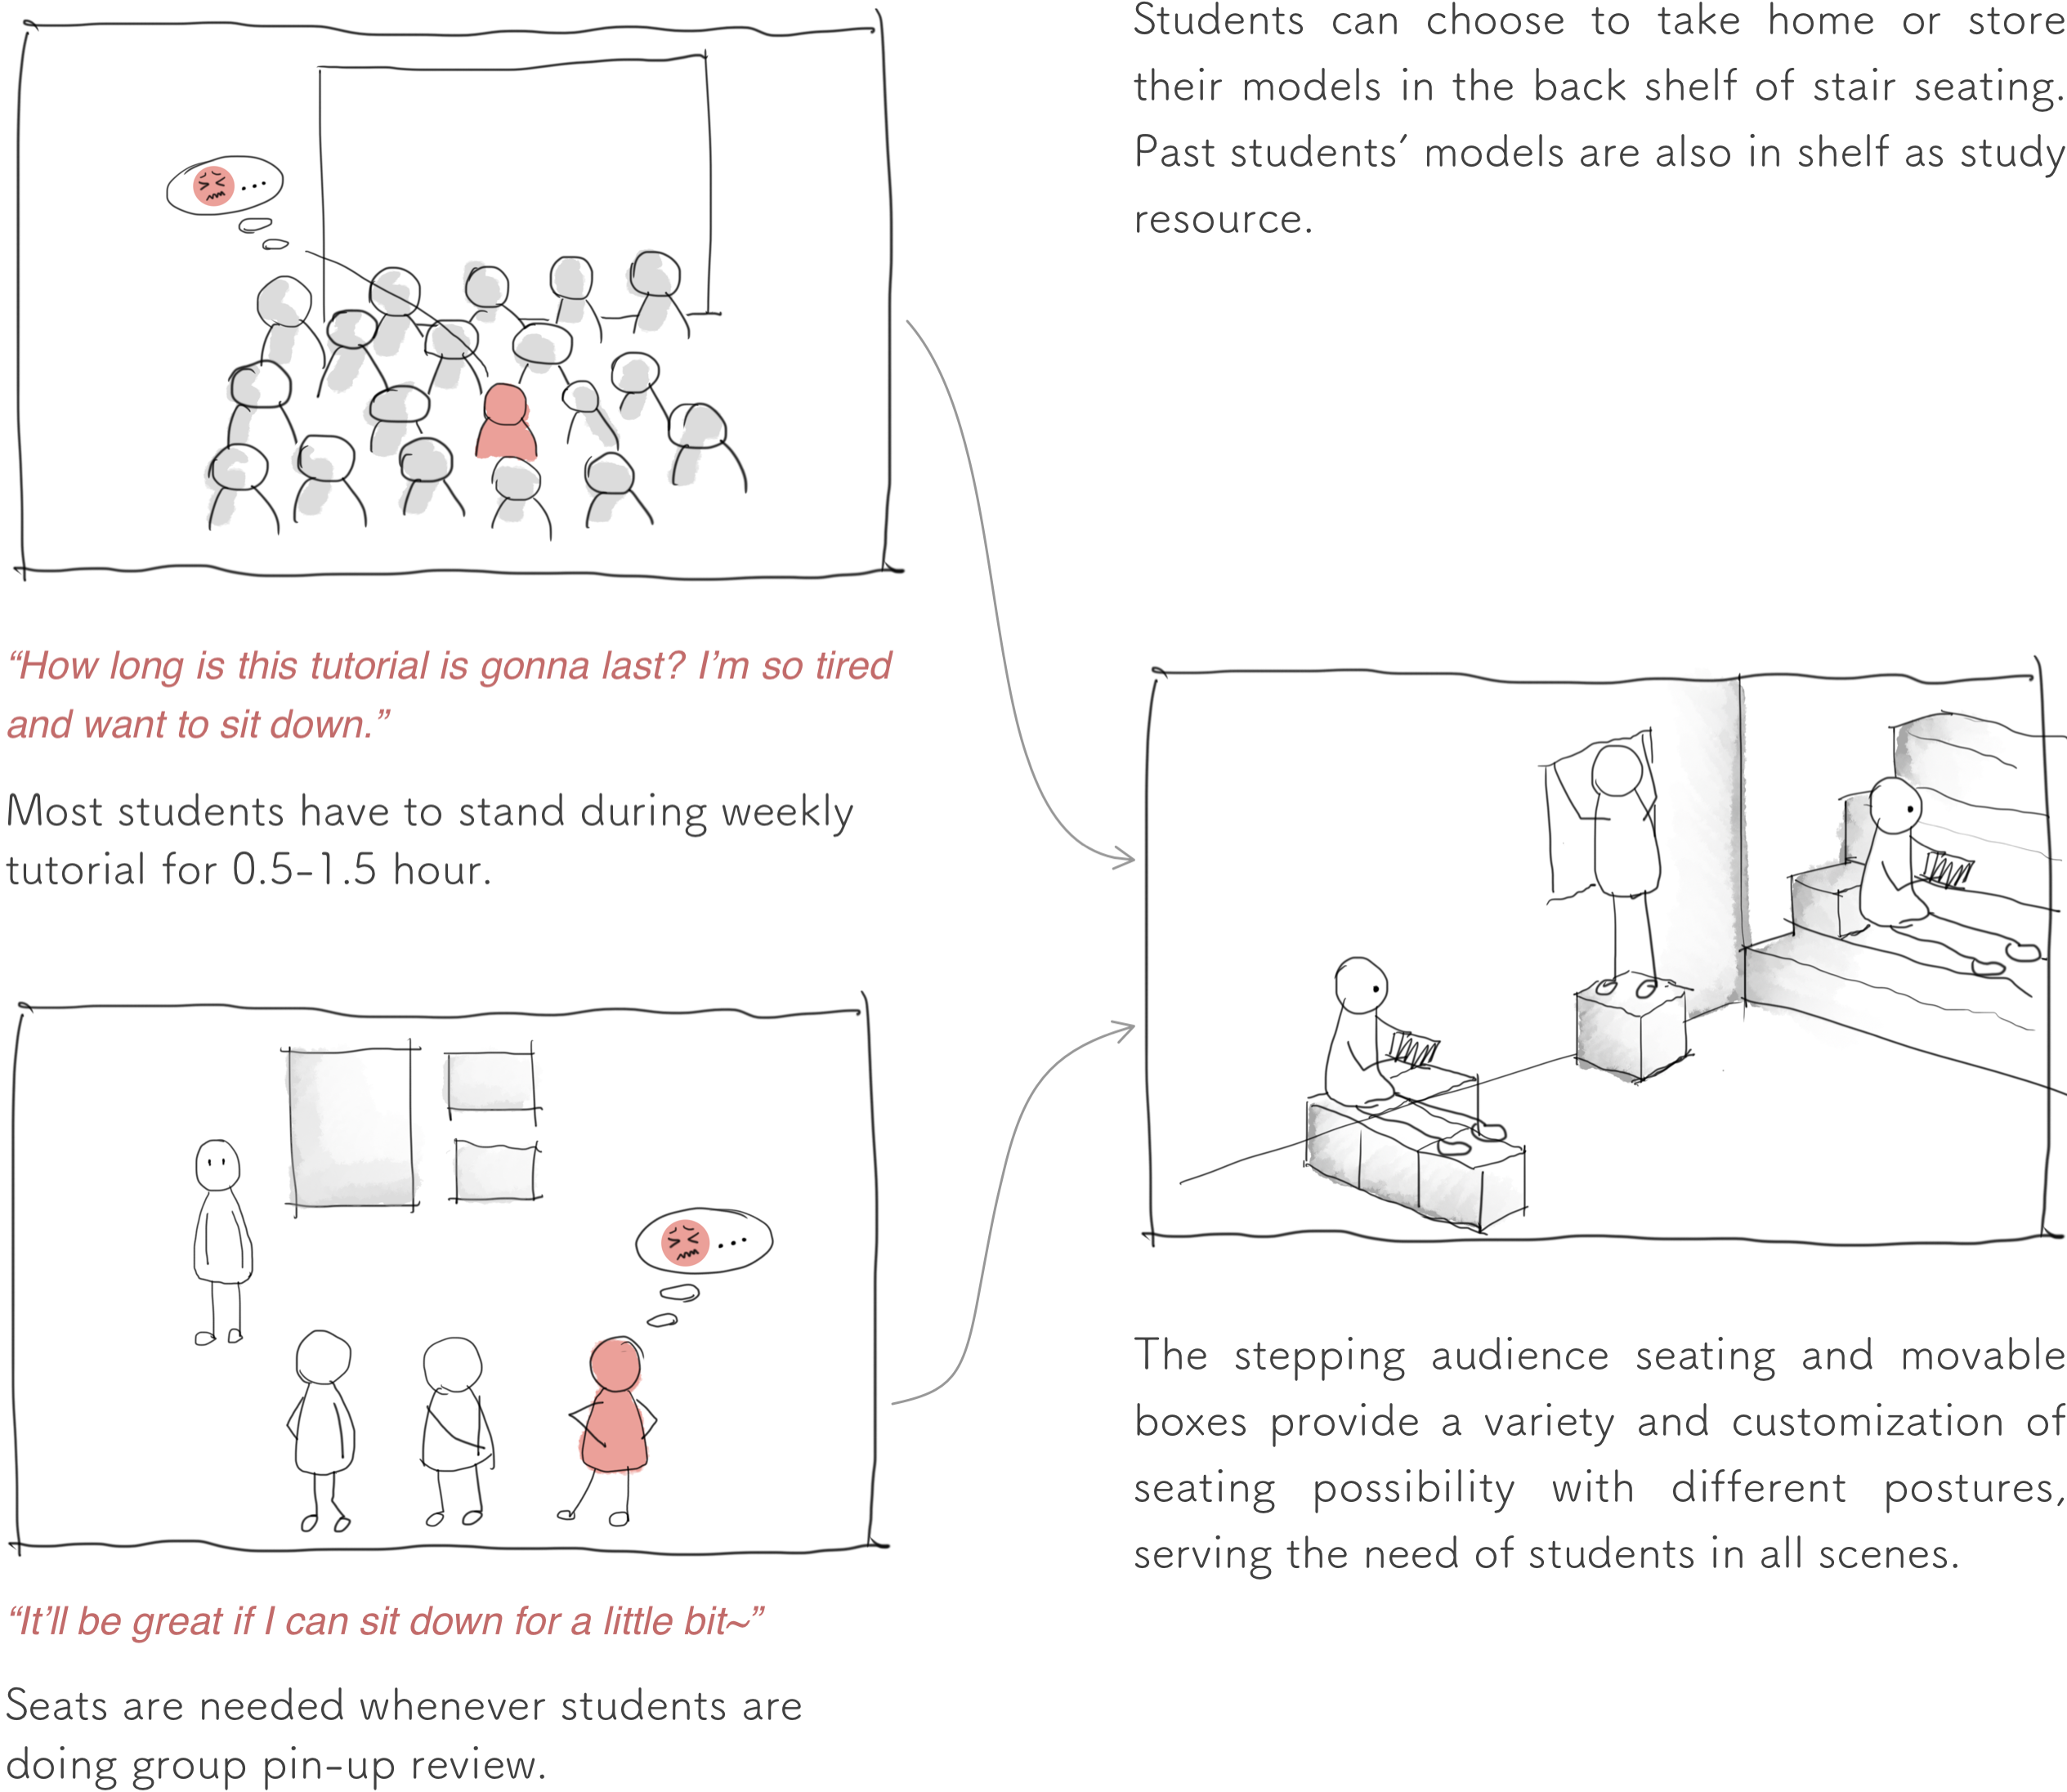 Students can choose to take home or store
their models in the back shelf of stair seating.
Past students’ models are also in shelf as study
resource.
“How long is this tutorial is gonna last? I’m so tired
and want to sit down.”
Most students have to stand during weekly
tutorial for 0.5–1.5 hour.
“It’ll be great if I can sit down for a little bit~”
Seats are needed whenever students are
doing group pin-up review.
The stepping audience seating and movable
boxes provide a variety and customization of
seating possibility with different postures,
serving the need of students in all scenes.